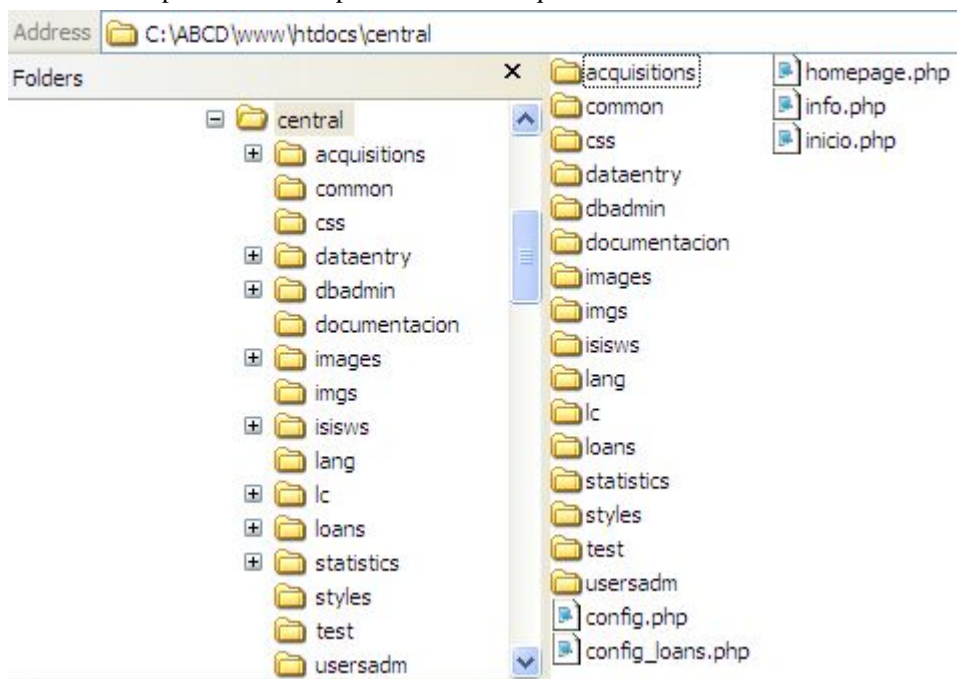 Address C:\ABCD\www\htdocs\central
Folders
central
acquisitions
common
css
dataentry
dbadmin
documentacion
images
imgs
isisws
lang
lc
loans
statistics
styles
test
usersadm
acquisitions
common
css
dataentry
dbadmin
documentacion
images
imgs
isisws
lang
lc
loans
statistics
styles
test
usersadm
config.php
config_loans.php
homepage.php
info.php
inicio.php